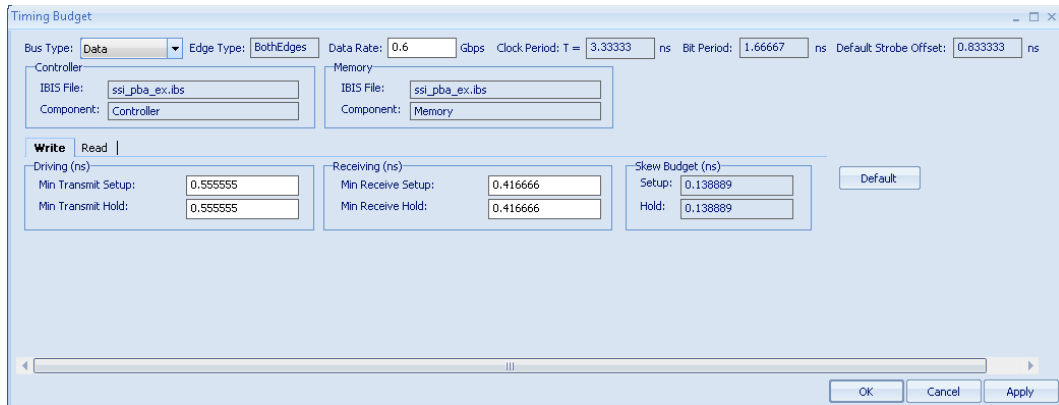 Timing Budget
Bus Type: Data Edge Type: BothEdges Data Rate: 0.6 Gbps Clock Period: T = 3.33333 ns Bit Period: 1.66667 ns Default Strobe Offset: 0.833333 ns
Controller Memory
IBIS File: ssi_pba_ex.ibs IBIS File: ssi_pba_ex.ibs
Component: Controller Component: Memory
Write Read
Driving (ns) Receiving (ns) Skew Budget (ns)
Min Transmit Setup: 0.555555 Min Receive Setup: 0.416666 Setup: 0.138889 Default
Min Transmit Hold: 0.555555 Min Receive Hold: 0.416666 Hold: 0.138889
OK Cancel Apply